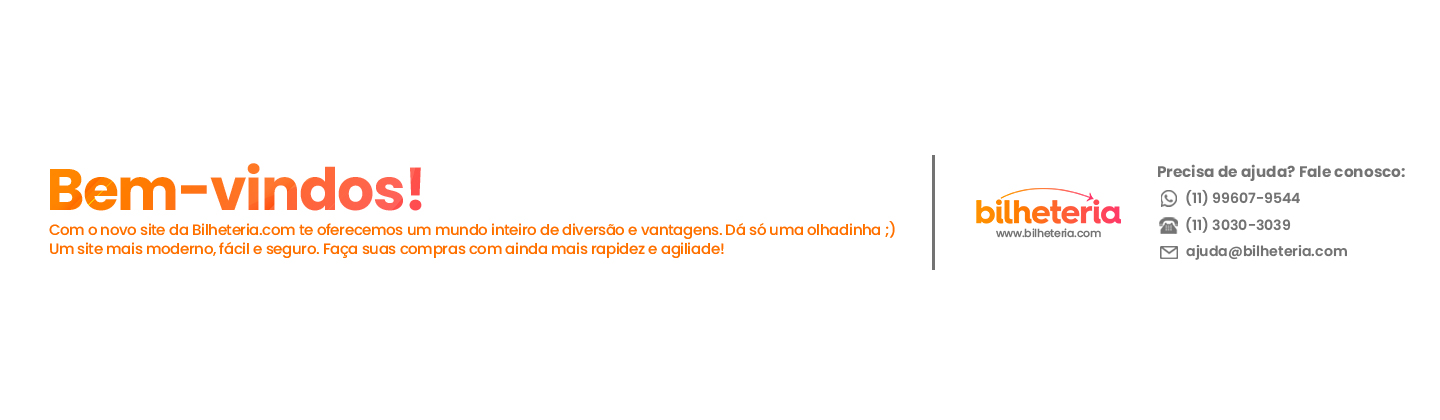 Bem-vindos!
Com o novo site da Bilheteria.com te oferecemos um mundo inteiro de diversão e vantagens. Dá só uma olhadinha ;)
Um site mais moderno, fácil e seguro. Faça suas compras com ainda mais rapidez e agiliade!
bilheteria
www.bilheteria.com
Precisa de ajuda? Fale conosco:
(11) 99607-9544
(11) 3030-3039
ajuda@bilheteria.com